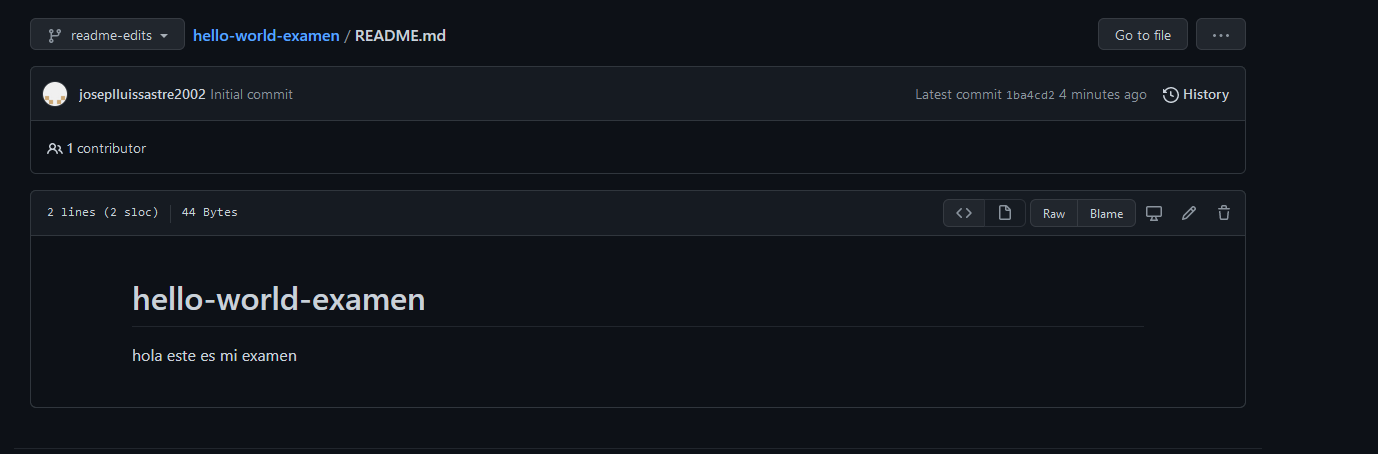 readme-edits hello-world-examen / README.md Go to file ...
joseplluissastre2002 Initial commit Latest commit 1ba4cd2 4 minutes ago History
1 contributor
2 lines (2 sloc) 44 Bytes <> Raw Blame
hello-world-examen
hola este es mi examen